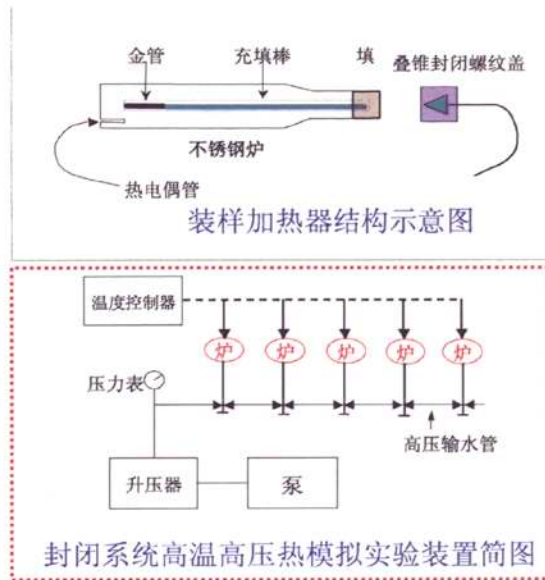 金管
充填棒
填
叠锥封闭螺纹盖
不锈钢炉
热电偶管
装样加热器结构示意图
温度控制器
炉 炉 炉 炉 炉
压力表
高压输水管
升压器
泵
封闭系统高温高压热模拟实验装置简图